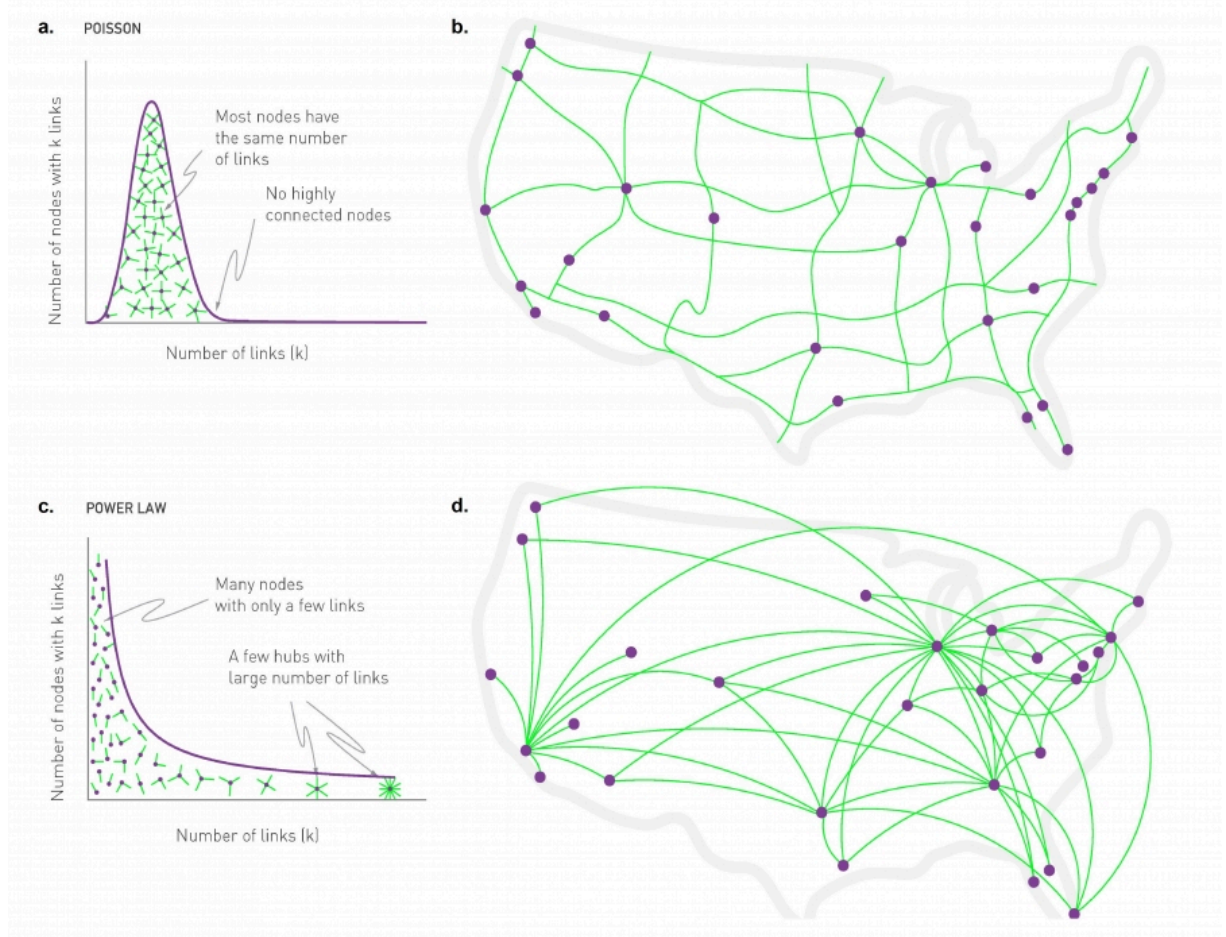 a.
POISSON
Number of nodes with k links
Most nodes have
the same number
of links
No highly
connected nodes
Number of links (k)
b.
c.
POWER LAW
Number of nodes with k links
Many nodes
with only a few links
A few hubs with
large number of links
Number of links (k)
d.